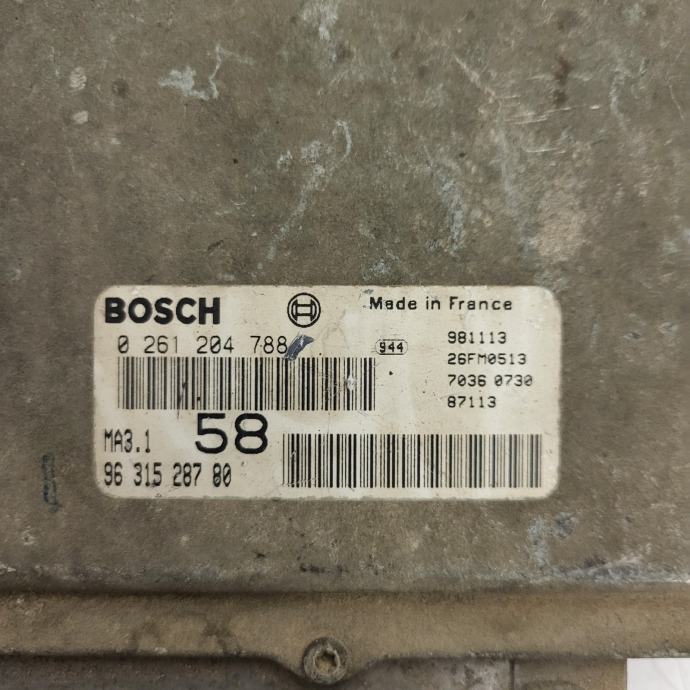 BOSCH
Made in France
0 261 204 788
944
981113
26FM0513
7036 0730
87113
MA3.1
58
96 315 287 80